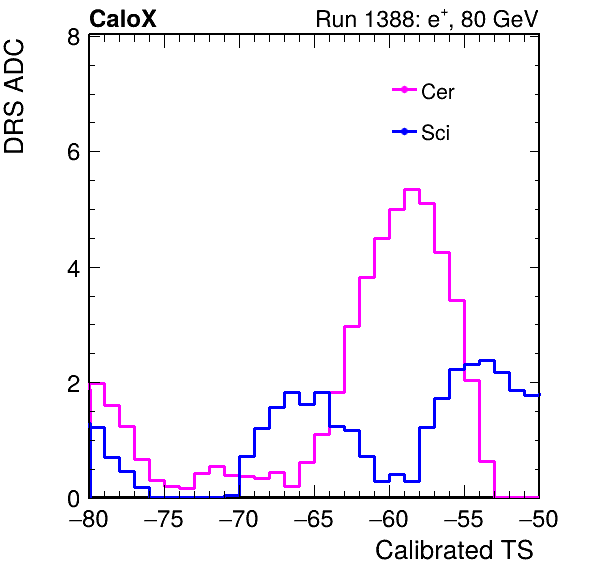 CaloX Run 1388: e⁺, 80 GeV
DRS ADC
8
6
4
2
0
Cer
Sci
−80 −75 −70 −65 −60 −55 −50
Calibrated TS